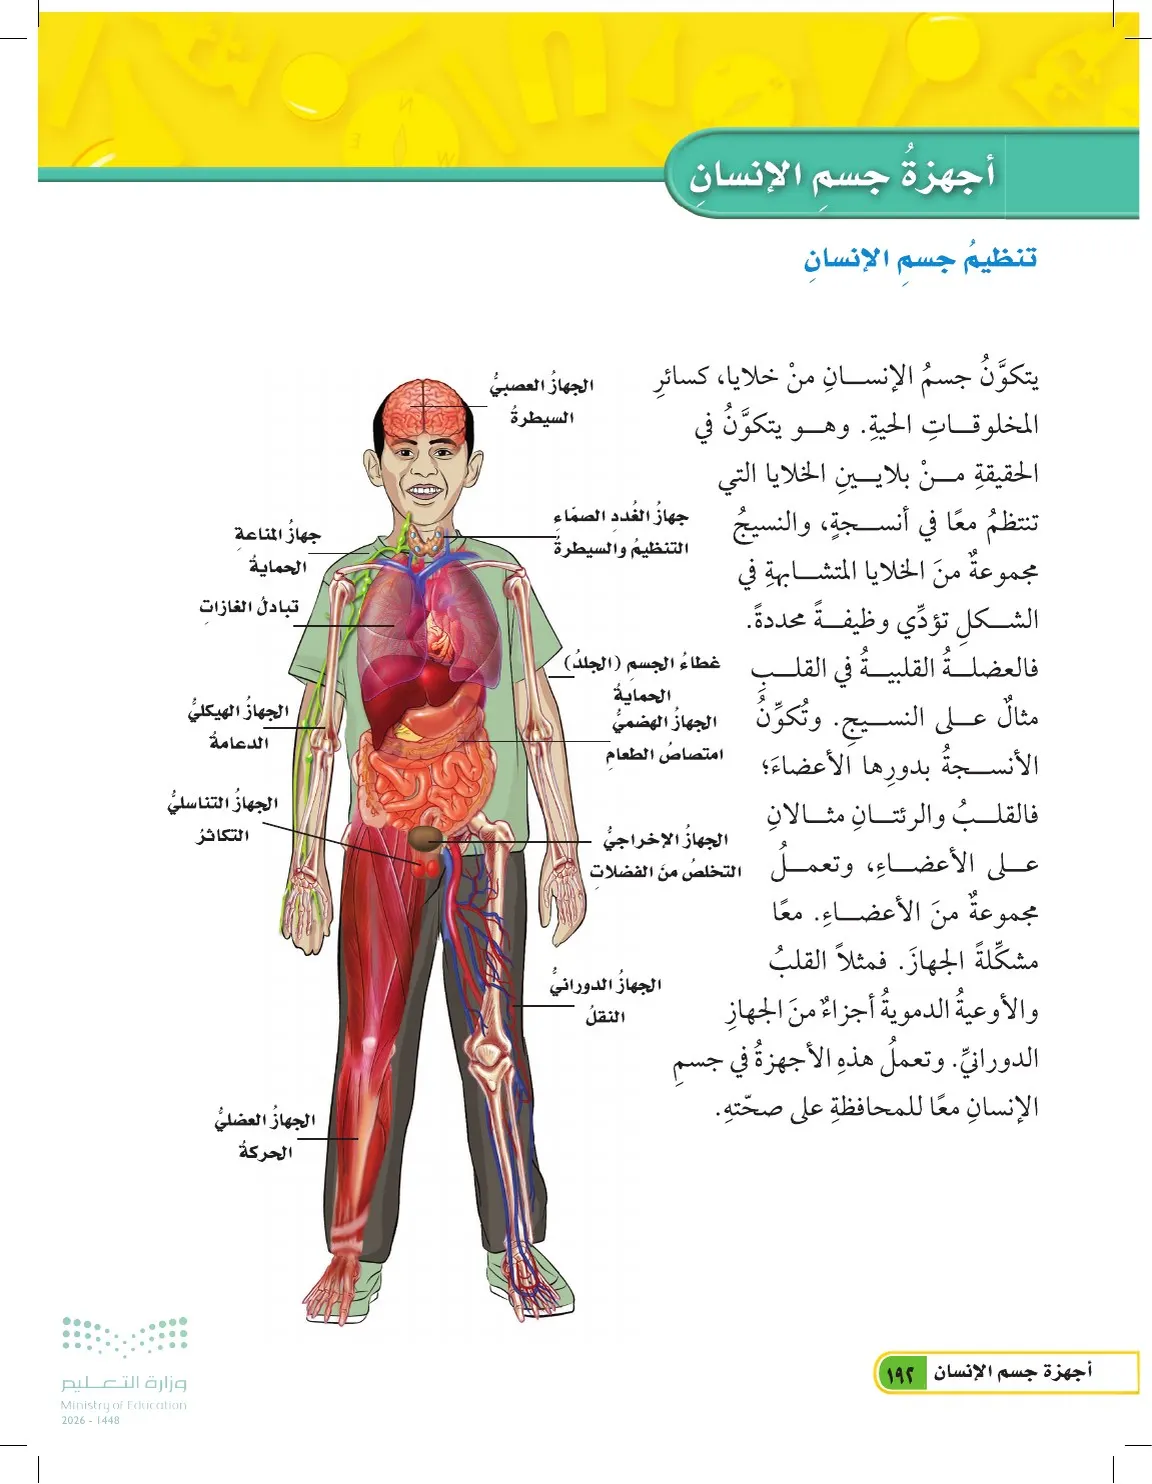 أجهزةُ جسمِ الإنسانِ
تنظيمُ جسمِ الإنسانِ
يتكوَّنُ جسمُ الإنسانِ منْ خلايا، كسائرِ
المخلوقاتِ الحيةِ. وهو يتكوَّنُ في
الحقيقةِ منْ بلايينِ الخلايا التي
تنتظمُ معًا في أنسجةٍ، والنسيجُ
مجموعةٌ منَ الخلايا المتشابهةِ في
الشكلِ تؤدِّي وظيفةً محددةً.
فالعضلةُ القلبيةُ في القلبِ
مثالٌ على النسيجِ. وتُكوِّنُ
الأنسجةُ بدورِها الأعضاءَ؛
فالقلبُ والرئتانِ مثالانِ
على الأعضاءِ، وتعملُ
مجموعةٌ منَ الأعضاءِ. معًا
مشكِّلةً الجهازَ. فمثلاً القلبُ
والأوعيةُ الدمويةُ أجزاءٌ منَ الجهازِ
الدورانيِّ. وتعملُ هذهِ الأجهزةُ في جسمِ
الإنسانِ معًا للمحافظةِ على صحّتهِ.
الجهازُ العصبيُّ
السيطرةُ
جهازُ الغُددِ الصمّاءِ
التنظيمُ والسيطرةُ
جهازُ المناعةِ
الحمايةُ
تبادلُ الغازاتِ
غطاءُ الجسمِ (الجلدُ)
الحمايةُ
الجهازُ الهيكليُّ
الدعامةُ
الجهازُ الهضميُّ
امتصاصُ الطعامِ
الجهازُ التناسليُّ
التكاثرُ
الجهازُ الإخراجيُّ
التخلصُ منَ الفضلاتِ
الجهازُ الدورانيُّ
النقلُ
الجهازُ العضليُّ
الحركةُ
أجهزة جسم الإنسان ١٩٢
وزارة التعليم
Ministry of Education
2026 - 1448